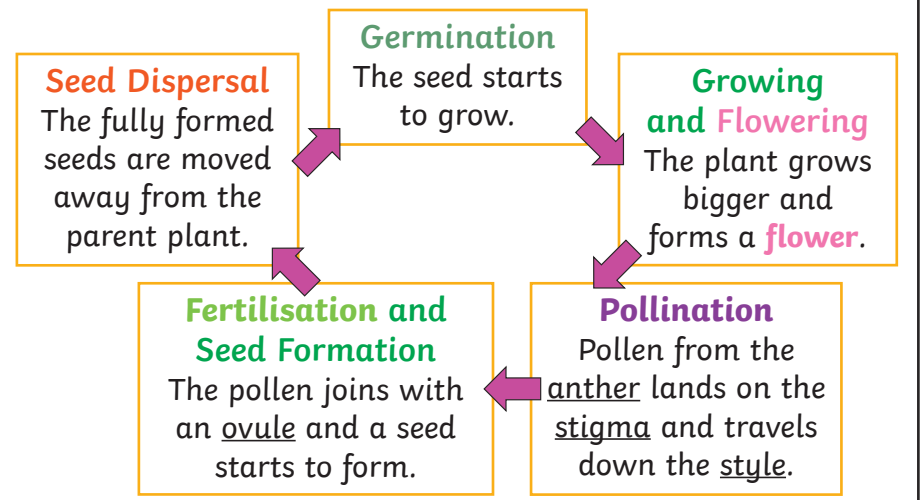 Germination
The seed starts
to grow.
Growing
and Flowering
The plant grows
bigger and
forms a flower.
Pollination
Pollen from the
anther lands on the
stigma and travels
down the style.
Fertilisation and
Seed Formation
The pollen joins with
an ovule and a seed
starts to form.
Seed Dispersal
The fully formed
seeds are moved
away from the
parent plant.